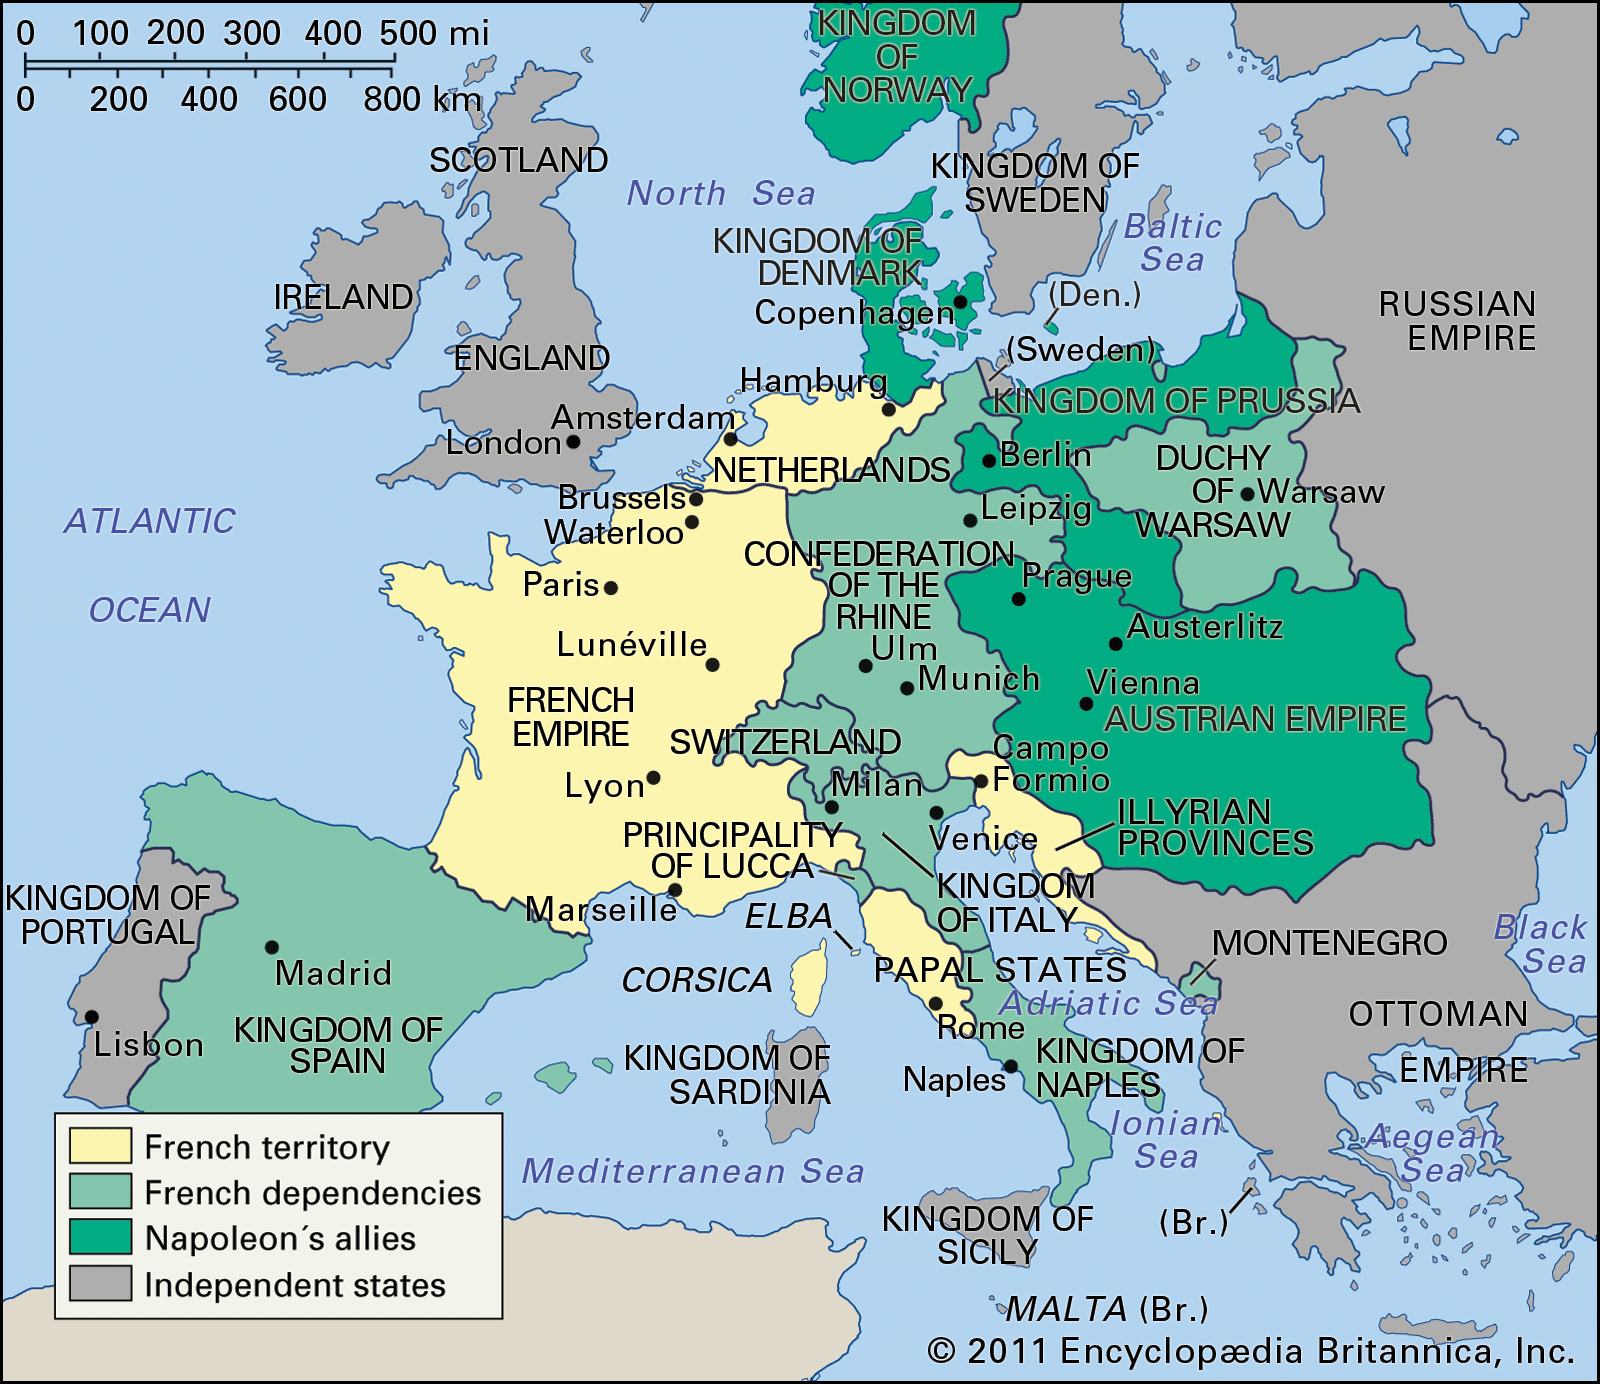 0 100 200 300 400 500 mi
0 200 400 600 800 km
KINGDOM
OF
NORWAY
SCOTLAND
North Sea
KINGDOM OF
SWEDEN
Baltic
Sea
KINGDOM OF
DENMARK
Copenhagen
(Den.)
(Sweden)
IRELAND
RUSSIAN
EMPIRE
ENGLAND
Hamburg
KINGDOM OF PRUSSIA
Amsterdam
London
NETHERLANDS
Berlin
DUCHY
OF
WARSAW
Warsaw
Brussels
Waterloo
Leipzig
ATLANTIC
OCEAN
CONFEDERATION
OF THE
RHINE
Paris
Prague
Austerlitz
Lunéville
Ulm
Munich
Vienna
FRENCH
EMPIRE
AUSTRIAN EMPIRE
SWITZERLAND
Campo
Formio
Lyon
Milan
ILLYRIAN
PROVINCES
PRINCIPALITY
OF LUCCA
Venice
KINGDOM OF
PORTUGAL
Marseille
ELBA
KINGDOM
OF ITALY
Black
Sea
MONTENEGRO
Madrid
CORSICA
PAPAL STATES
Adriatic Sea
OTTOMAN
EMPIRE
Lisbon
KINGDOM OF
SPAIN
Rome
KINGDOM OF
SARDINIA
Naples
KINGDOM OF
NAPLES
Ionian
Sea
Aegean
Sea
Mediterranean Sea
KINGDOM OF
SICILY
(Br.)
MALTA (Br.)
French territory
French dependencies
Napoleon´s allies
Independent states
© 2011 Encyclopædia Britannica, Inc.